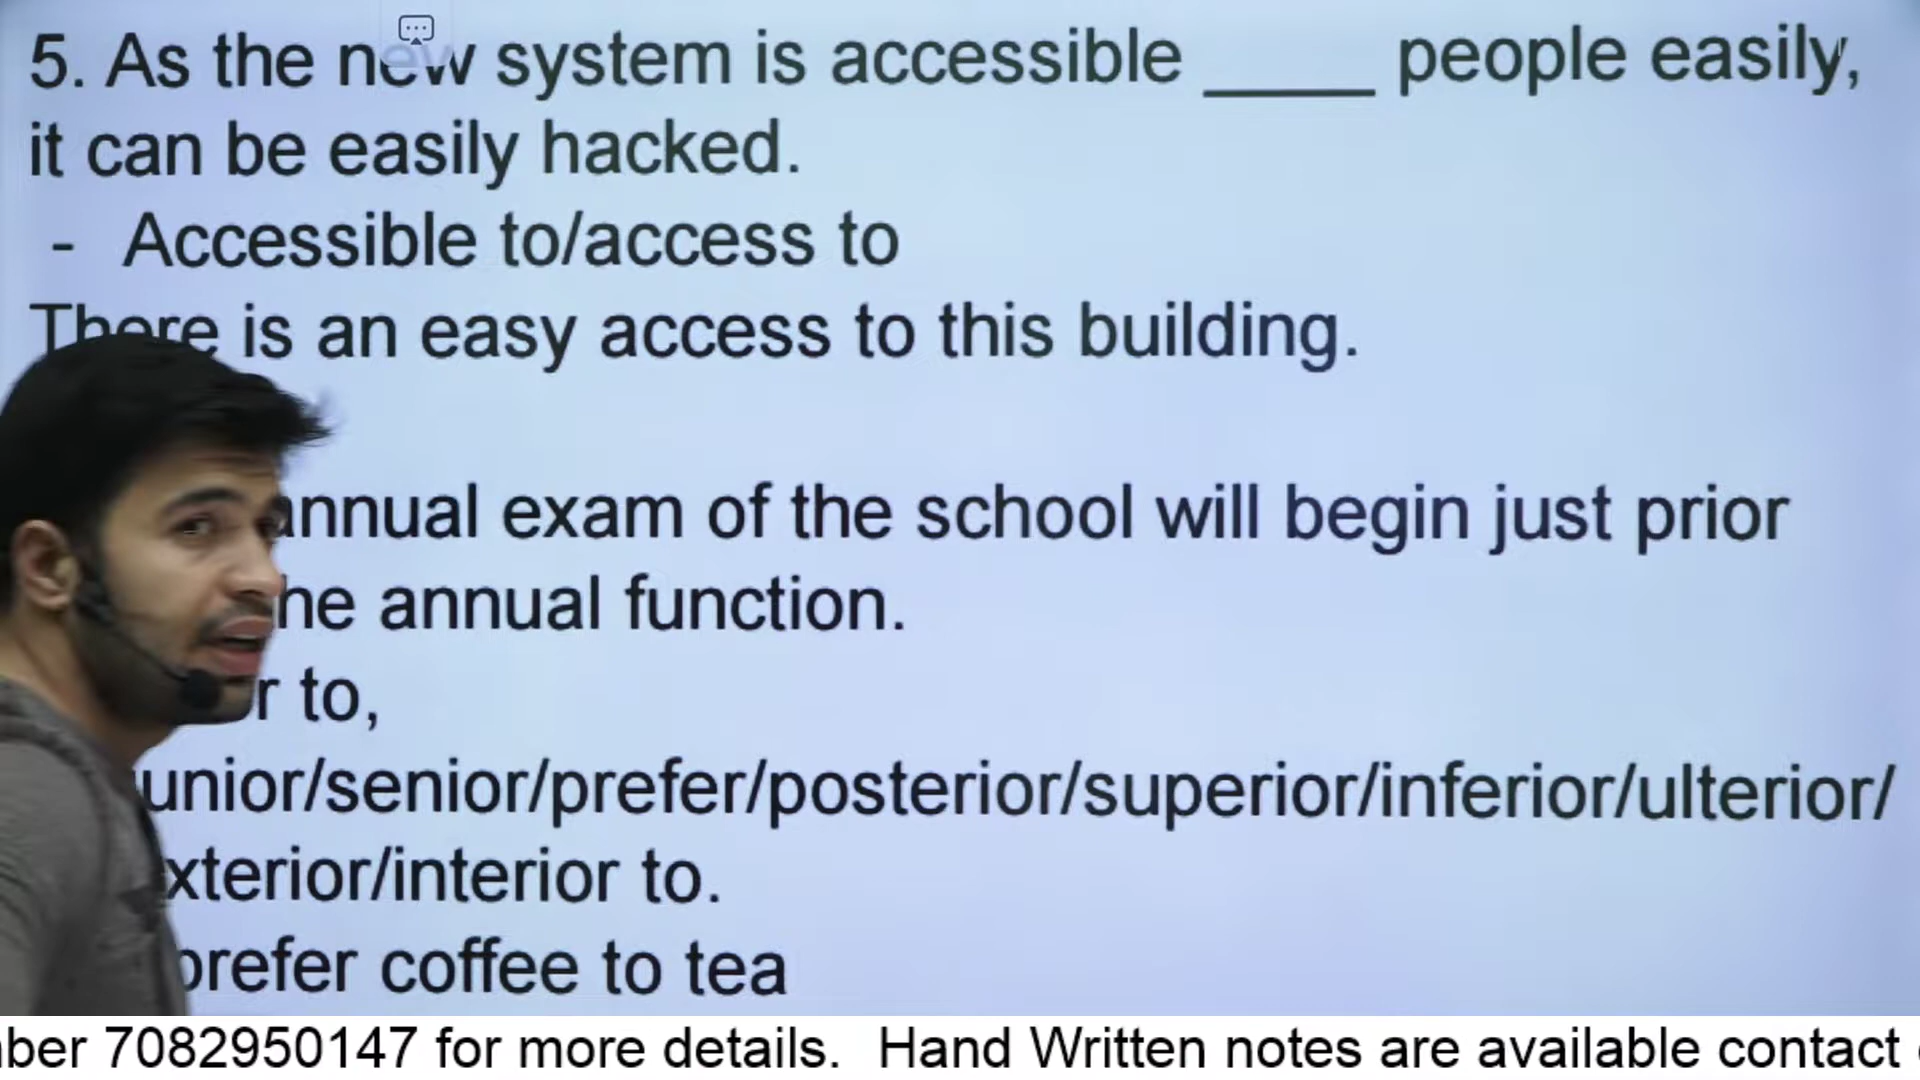 5. As the new system is accessible _____ people easily,
it can be easily hacked.
- Accessible to/access to
There is an easy access to this building.
annual exam of the school will begin just prior
he annual function.
r to,
unior/senior/prefer/posterior/superior/inferior/ulterior/
xterior/interior to.
prefer coffee to tea
ber 7082950147 for more details. Hand Written notes are available contact